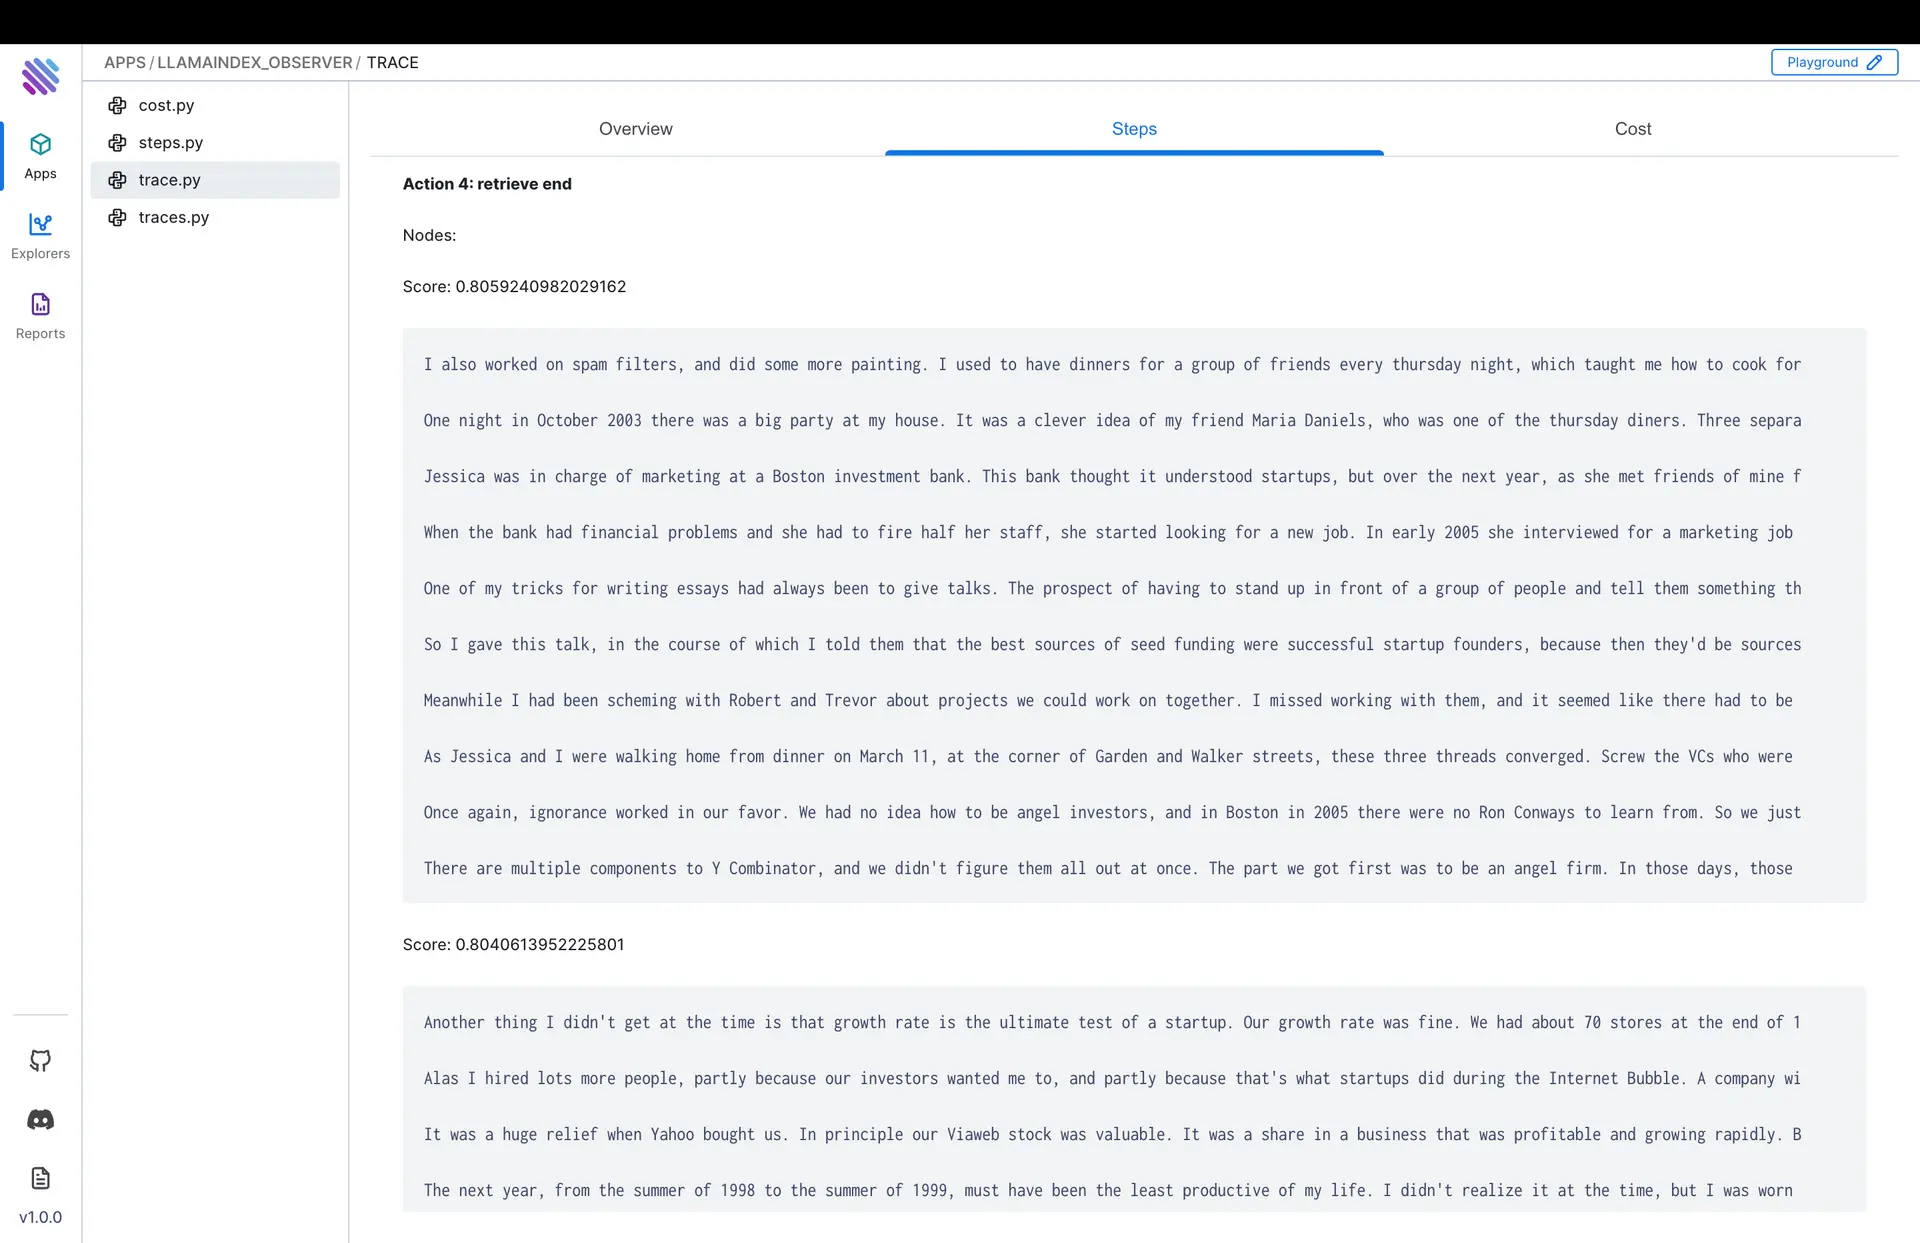 APPS / LLAMAINDEX_OBSERVER / TRACE
Playground
Apps
Explorers
Reports
v1.0.0
cost.py
steps.py
trace.py
traces.py
Overview
Steps
Cost
Action 4: retrieve end
Nodes:
Score: 0.8059240982029162
I also worked on spam filters, and did some more painting. I used to have dinners for a group of friends every thursday night, which taught me how to cook for
One night in October 2003 there was a big party at my house. It was a clever idea of my friend Maria Daniels, who was one of the thursday diners. Three separa
Jessica was in charge of marketing at a Boston investment bank. This bank thought it understood startups, but over the next year, as she met friends of mine f
When the bank had financial problems and she had to fire half her staff, she started looking for a new job. In early 2005 she interviewed for a marketing job
One of my tricks for writing essays had always been to give talks. The prospect of having to stand up in front of a group of people and tell them something th
So I gave this talk, in the course of which I told them that the best sources of seed funding were successful startup founders, because then they'd be sources
Meanwhile I had been scheming with Robert and Trevor about projects we could work on together. I missed working with them, and it seemed like there had to be
As Jessica and I were walking home from dinner on March 11, at the corner of Garden and Walker streets, these three threads converged. Screw the VCs who were
Once again, ignorance worked in our favor. We had no idea how to be angel investors, and in Boston in 2005 there were no Ron Conways to learn from. So we just
There are multiple components to Y Combinator, and we didn't figure them all out at once. The part we got first was to be an angel firm. In those days, those
Score: 0.8040613952225801
Another thing I didn't get at the time is that growth rate is the ultimate test of a startup. Our growth rate was fine. We had about 70 stores at the end of 1
Alas I hired lots more people, partly because our investors wanted me to, and partly because that's what startups did during the Internet Bubble. A company wi
It was a huge relief when Yahoo bought us. In principle our Viaweb stock was valuable. It was a share in a business that was profitable and growing rapidly. B
The next year, from the summer of 1998 to the summer of 1999, must have been the least productive of my life. I didn't realize it at the time, but I was worn